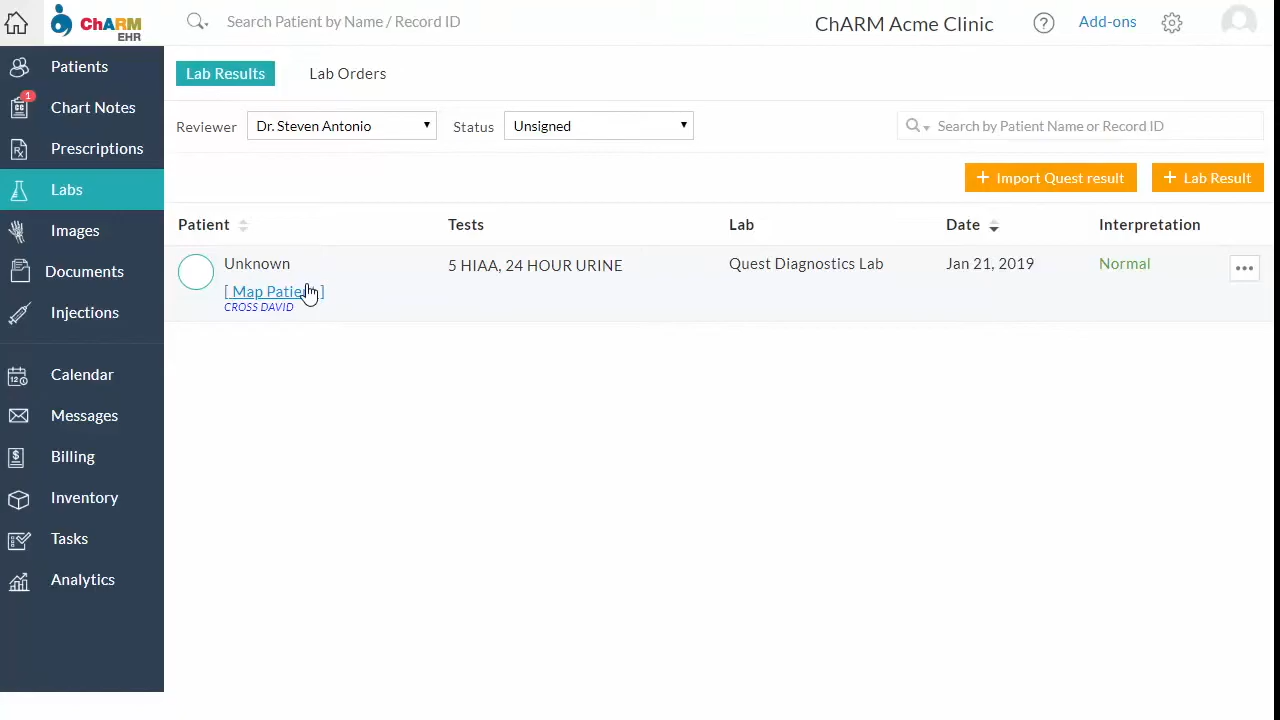 ChARM
EHR
Search Patient by Name / Record ID
ChARM Acme Clinic
?
Add-ons
Patients
1
Chart Notes
Prescriptions
Labs
Images
Documents
Injections
Calendar
Messages
Billing
Inventory
Tasks
Analytics
Lab Results
Lab Orders
Reviewer
Dr. Steven Antonio
Status
Unsigned
Search by Patient Name or Record ID
+ Import Quest result
+ Lab Result
Patient
Tests
Lab
Date
Interpretation
Unknown
[ Map Patient ]
CROSS DAVID
5 HIAA, 24 HOUR URINE
Quest Diagnostics Lab
Jan 21, 2019
Normal